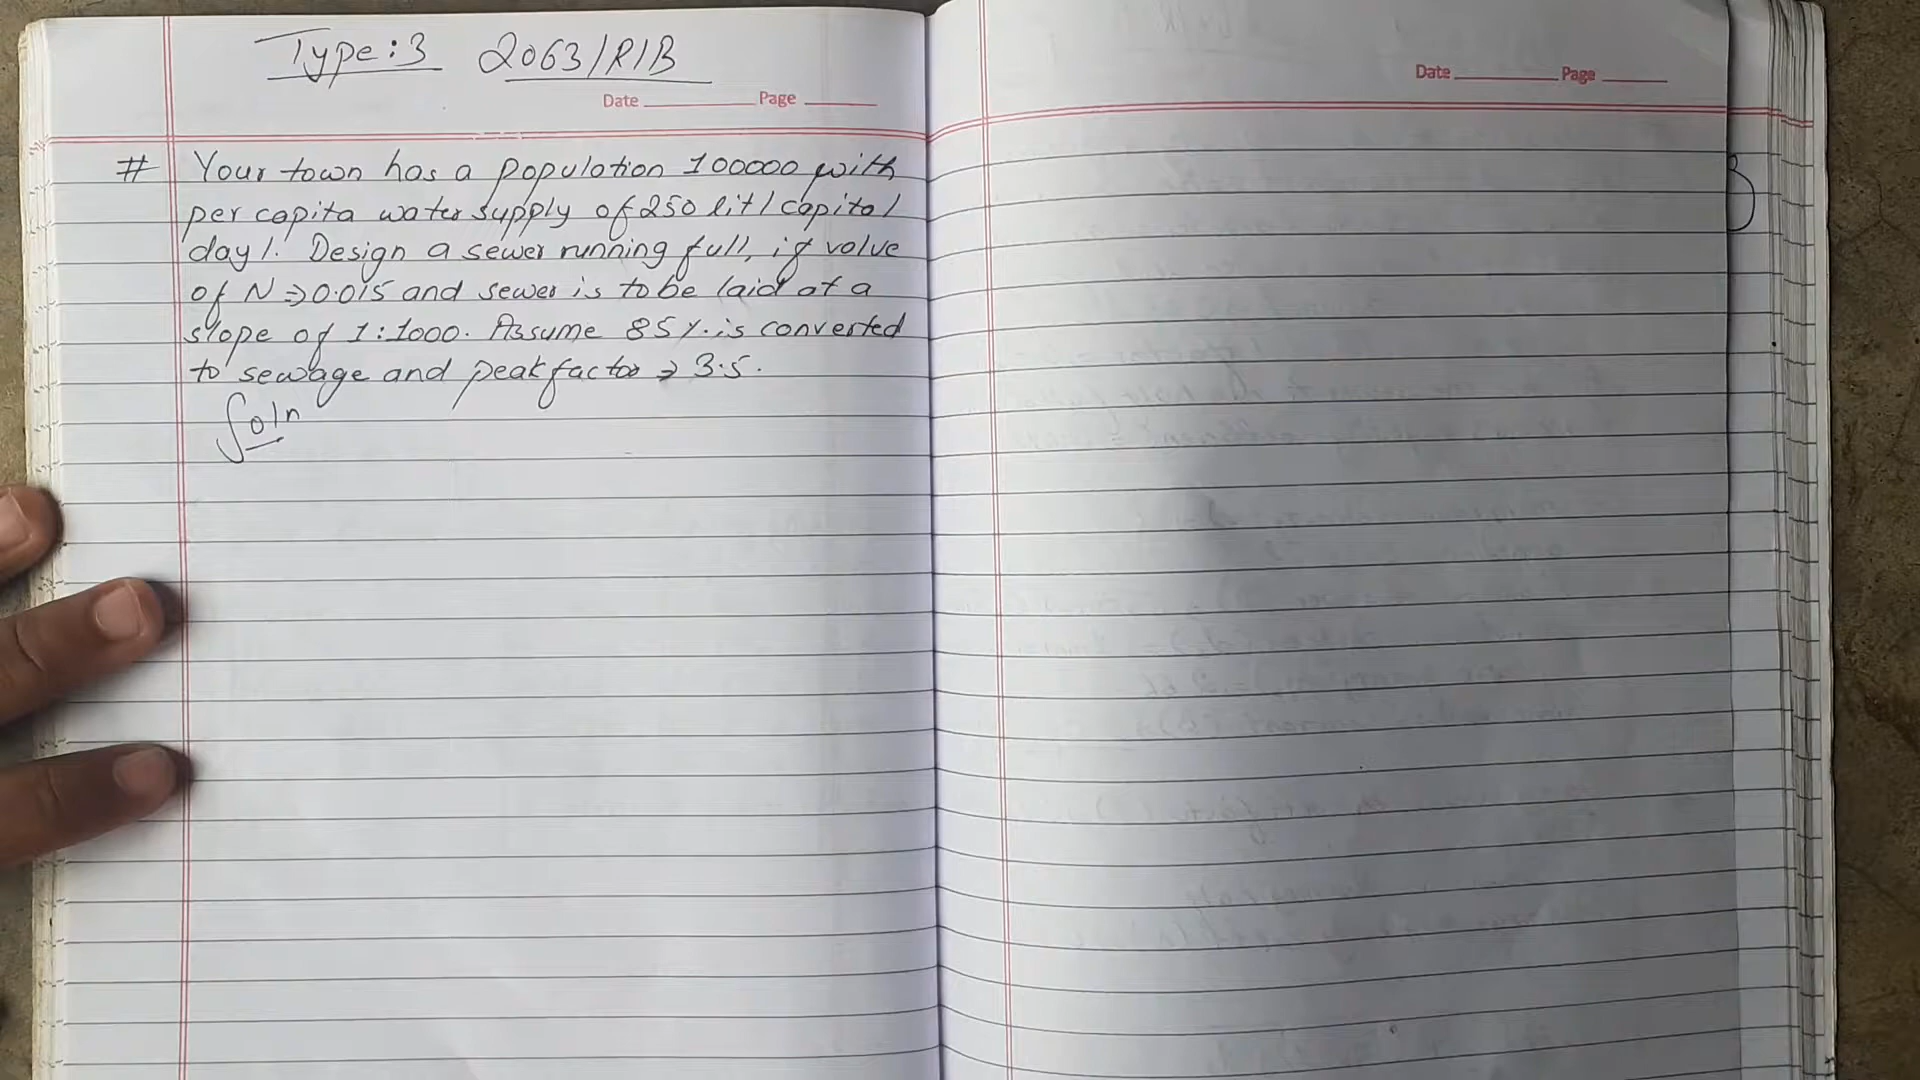 Type: 3 2063/R/B
Date Page
Date Page
# Your town has a population 100000 with
per capita water supply of 250 lit/capita/
day/. Design a sewer running full, if value
of N ⇒ 0.015 and sewer is to be laid at a
slope of 1:1000. Assume 85%. is converted
to sewage and peak factor ⇒ 3.5.
Soln